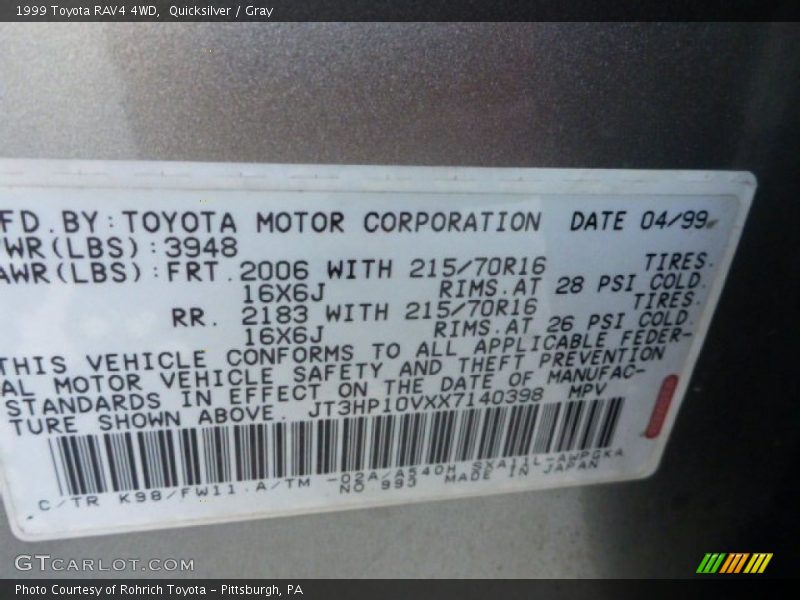 1999 Toyota RAV4 4WD, Quicksilver / Gray
FD. BY: TOYOTA MOTOR CORPORATION DATE 04/99
WR(LBS): 3948
AWR(LBS): FRT. 2006 WITH 215/70R16 TIRES.
16X6J RIMS. AT 28 PSI COLD.
RR. 2183 WITH 215/70R16 TIRES.
16X6J RIMS. AT 26 PSI COLD.
THIS VEHICLE CONFORMS TO ALL APPLICABLE FEDER-
AL MOTOR VEHICLE SAFETY AND THEFT PREVENTION
STANDARDS IN EFFECT ON THE DATE OF MANUFAC-
TURE SHOWN ABOVE. JT3HP10VXX7140398 MPV
C/TR K98/FW11. A/TM -02A/A540H SXA11L-AWPGKA
NO. 993 MADE IN JAPAN
GTCARLOT.COM
Photo Courtesy of Rohrich Toyota - Pittsburgh, PA